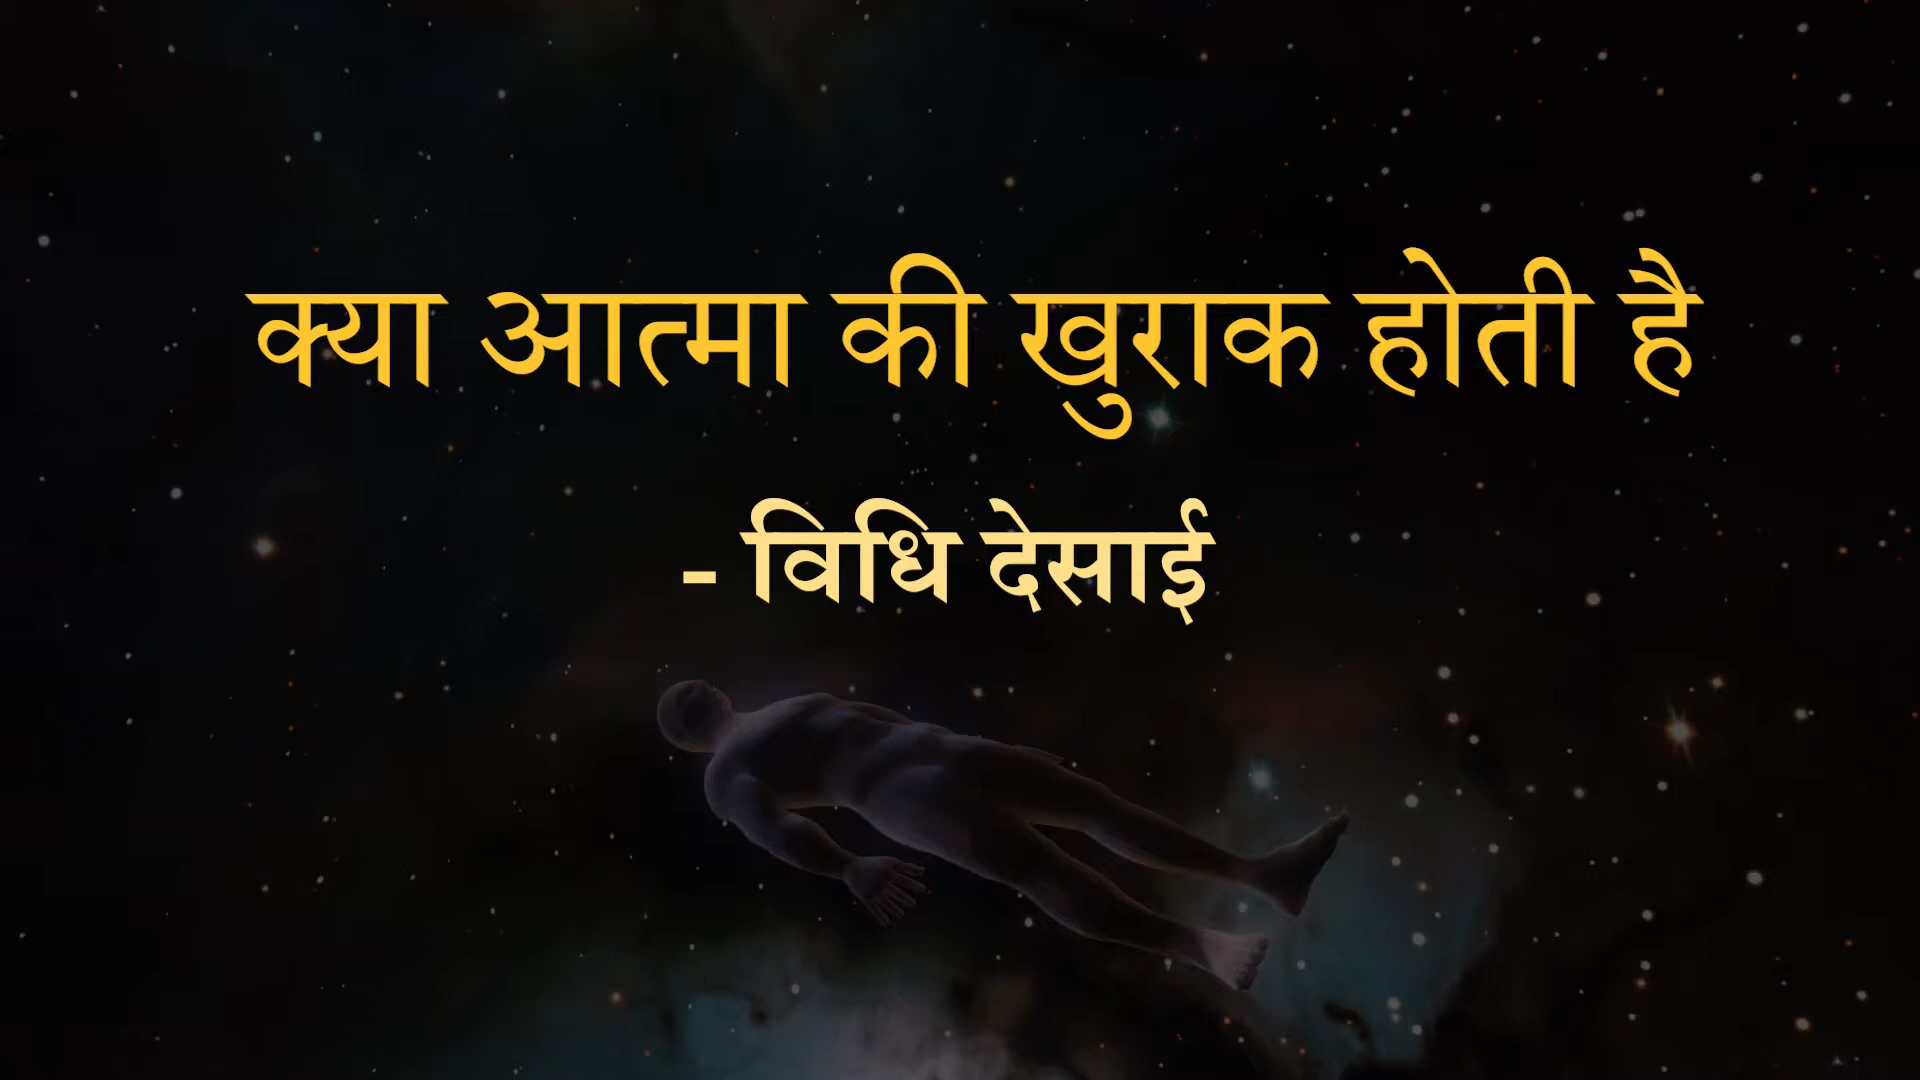 क्या आत्मा की खुराक होती है
- विधि देसाई